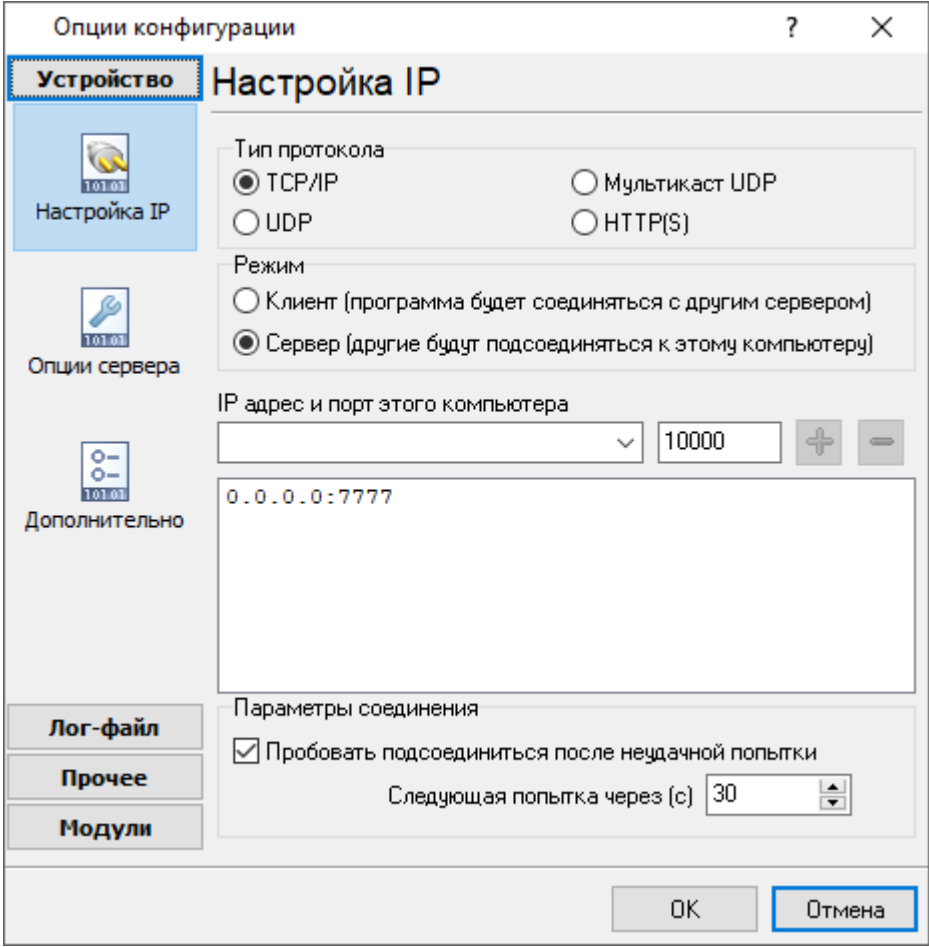 Опции конфигурации
?
Устройство
Настройка IP
101.01
Настройка IP
101.01
Опции сервера
101.01
Дополнительно
Лог-файл
Прочее
Модули
Тип протокола
TCP/IP
Мультикаст UDP
UDP
HTTP(S)
Режим
Клиент (программа будет соединяться с другим сервером)
Сервер (другие будут подсоединяться к этому компьютеру)
IP адрес и порт этого компьютера
10000
0.0.0.0:7777
Параметры соединения
Пробовать подсоединиться после неудачной попытки
Следующая попытка через (с) 30
OK
Отмена